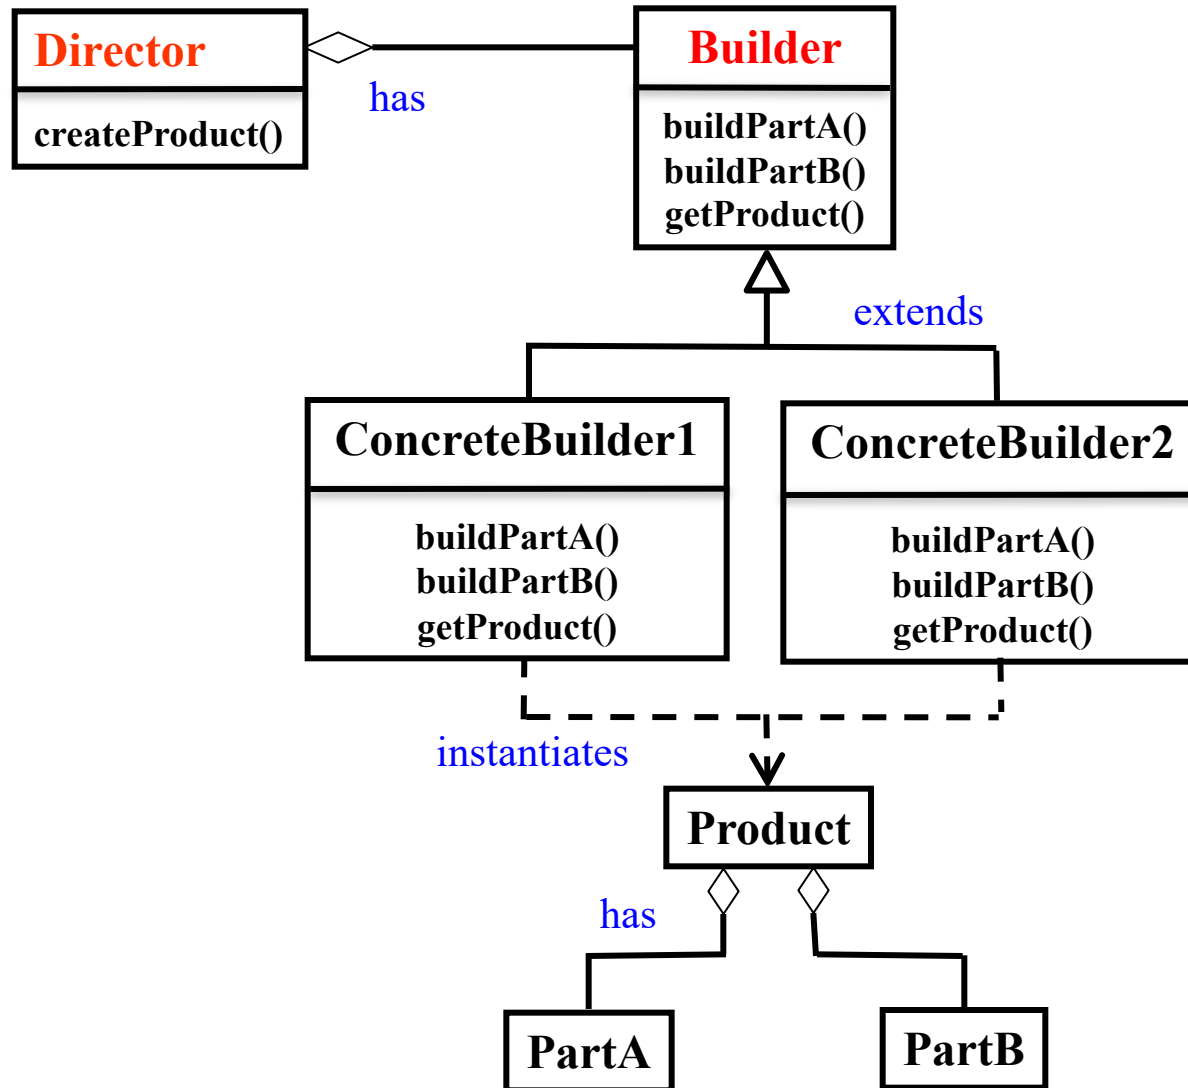 Director
createProduct()
has
Builder
buildPartA()
buildPartB()
getProduct()
extends
ConcreteBuilder1
buildPartA()
buildPartB()
getProduct()
ConcreteBuilder2
buildPartA()
buildPartB()
getProduct()
instantiates
Product
has
PartA
PartB